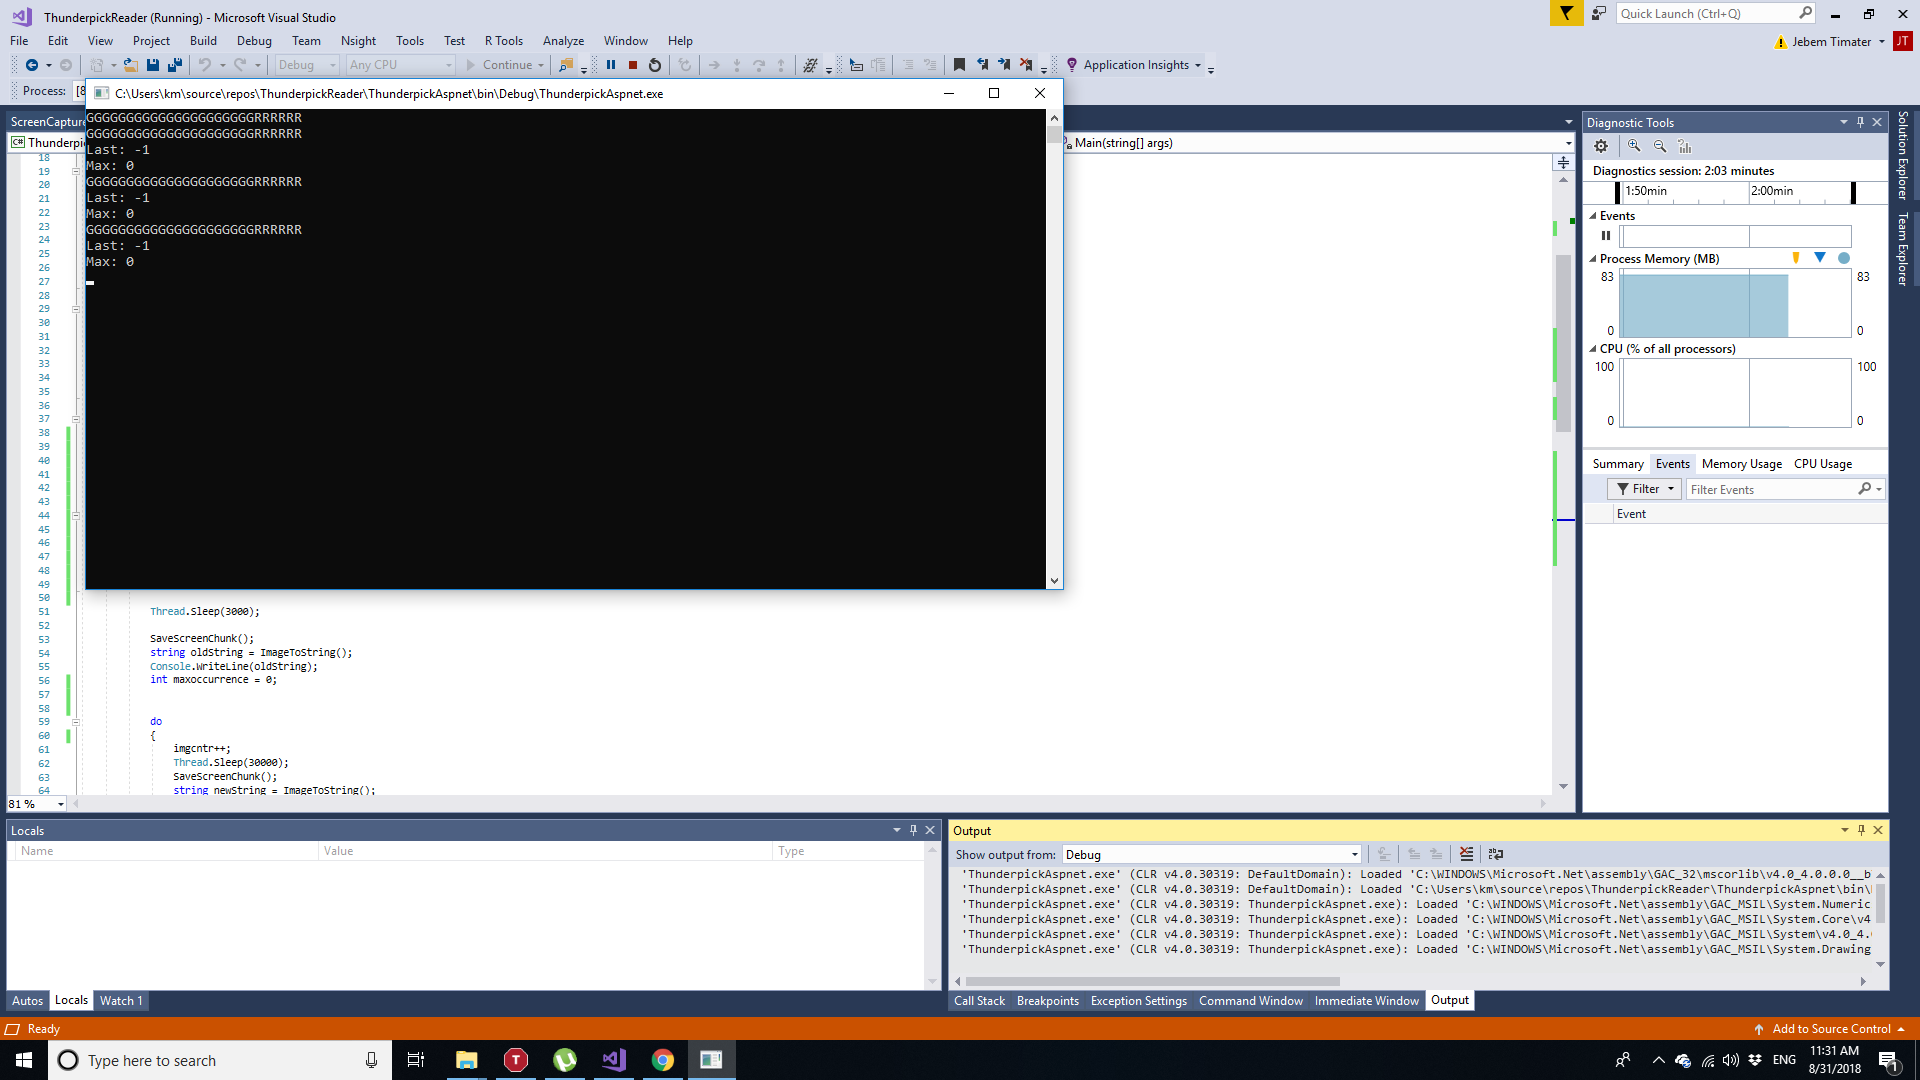 ThunderpickReader (Running) - Microsoft Visual Studio
Quick Launch (Ctrl+Q)
File Edit View Project Build Debug Team Nsight Tools Test R Tools Analyze Window Help
Jebem Timater JT
Debug Any CPU Continue Application Insights
Process: [8
C:\Users\km\source\repos\ThunderpickReader\ThunderpickAspnet\bin\Debug\ThunderpickAspnet.exe
GGGGGGGGGGGGGGGGGGGGGRRRRRR
GGGGGGGGGGGGGGGGGGGGGRRRRRR
Last: -1
Max: 0
GGGGGGGGGGGGGGGGGGGGGRRRRRR
Last: -1
Max: 0
GGGGGGGGGGGGGGGGGGGGGRRRRRR
Last: -1
Max: 0
ScreenCapture
C# Thunderpi
Main(string[] args)
18
19
20
21
22
23
24
25
26
27
28
29
30
31
32
33
34
35
36
37
38
39
40
41
42
43
44
45
46
47
48
49
50
51 Thread.Sleep(3000);
52
53 SaveScreenChunk();
54 string oldString = ImageToString();
55 Console.WriteLine(oldString);
56 int maxoccurrence = 0;
57
58
59 do
60 {
61 imgcntr++;
62 Thread.Sleep(30000);
63 SaveScreenChunk();
64 string newString = ImageToString();
81 %
Diagnostic Tools
Diagnostics session: 2:03 minutes
1:50min 2:00min
Events
Process Memory (MB)
83 83
0 0
CPU (% of all processors)
100 100
0 0
Summary Events Memory Usage CPU Usage
Filter Filter Events
Event
Solution Explorer
Team Explorer
Locals
Name Value Type
Autos Locals Watch 1
Output
Show output from: Debug
'ThunderpickAspnet.exe' (CLR v4.0.30319: DefaultDomain): Loaded 'C:\WINDOWS\Microsoft.Net\assembly\GAC_32\mscorlib\v4.0_4.0.0.0__b
'ThunderpickAspnet.exe' (CLR v4.0.30319: DefaultDomain): Loaded 'C:\Users\km\source\repos\ThunderpickReader\ThunderpickAspnet\bin\
'ThunderpickAspnet.exe' (CLR v4.0.30319: ThunderpickAspnet.exe): Loaded 'C:\WINDOWS\Microsoft.Net\assembly\GAC_MSIL\System.Numeric
'ThunderpickAspnet.exe' (CLR v4.0.30319: ThunderpickAspnet.exe): Loaded 'C:\WINDOWS\Microsoft.Net\assembly\GAC_MSIL\System.Core\v4
'ThunderpickAspnet.exe' (CLR v4.0.30319: ThunderpickAspnet.exe): Loaded 'C:\WINDOWS\Microsoft.Net\assembly\GAC_MSIL\System\v4.0_4.
'ThunderpickAspnet.exe' (CLR v4.0.30319: ThunderpickAspnet.exe): Loaded 'C:\WINDOWS\Microsoft.Net\assembly\GAC_MSIL\System.Drawing
Call Stack Breakpoints Exception Settings Command Window Immediate Window Output
Ready
Add to Source Control
Type here to search
ENG
11:31 AM
8/31/2018
1